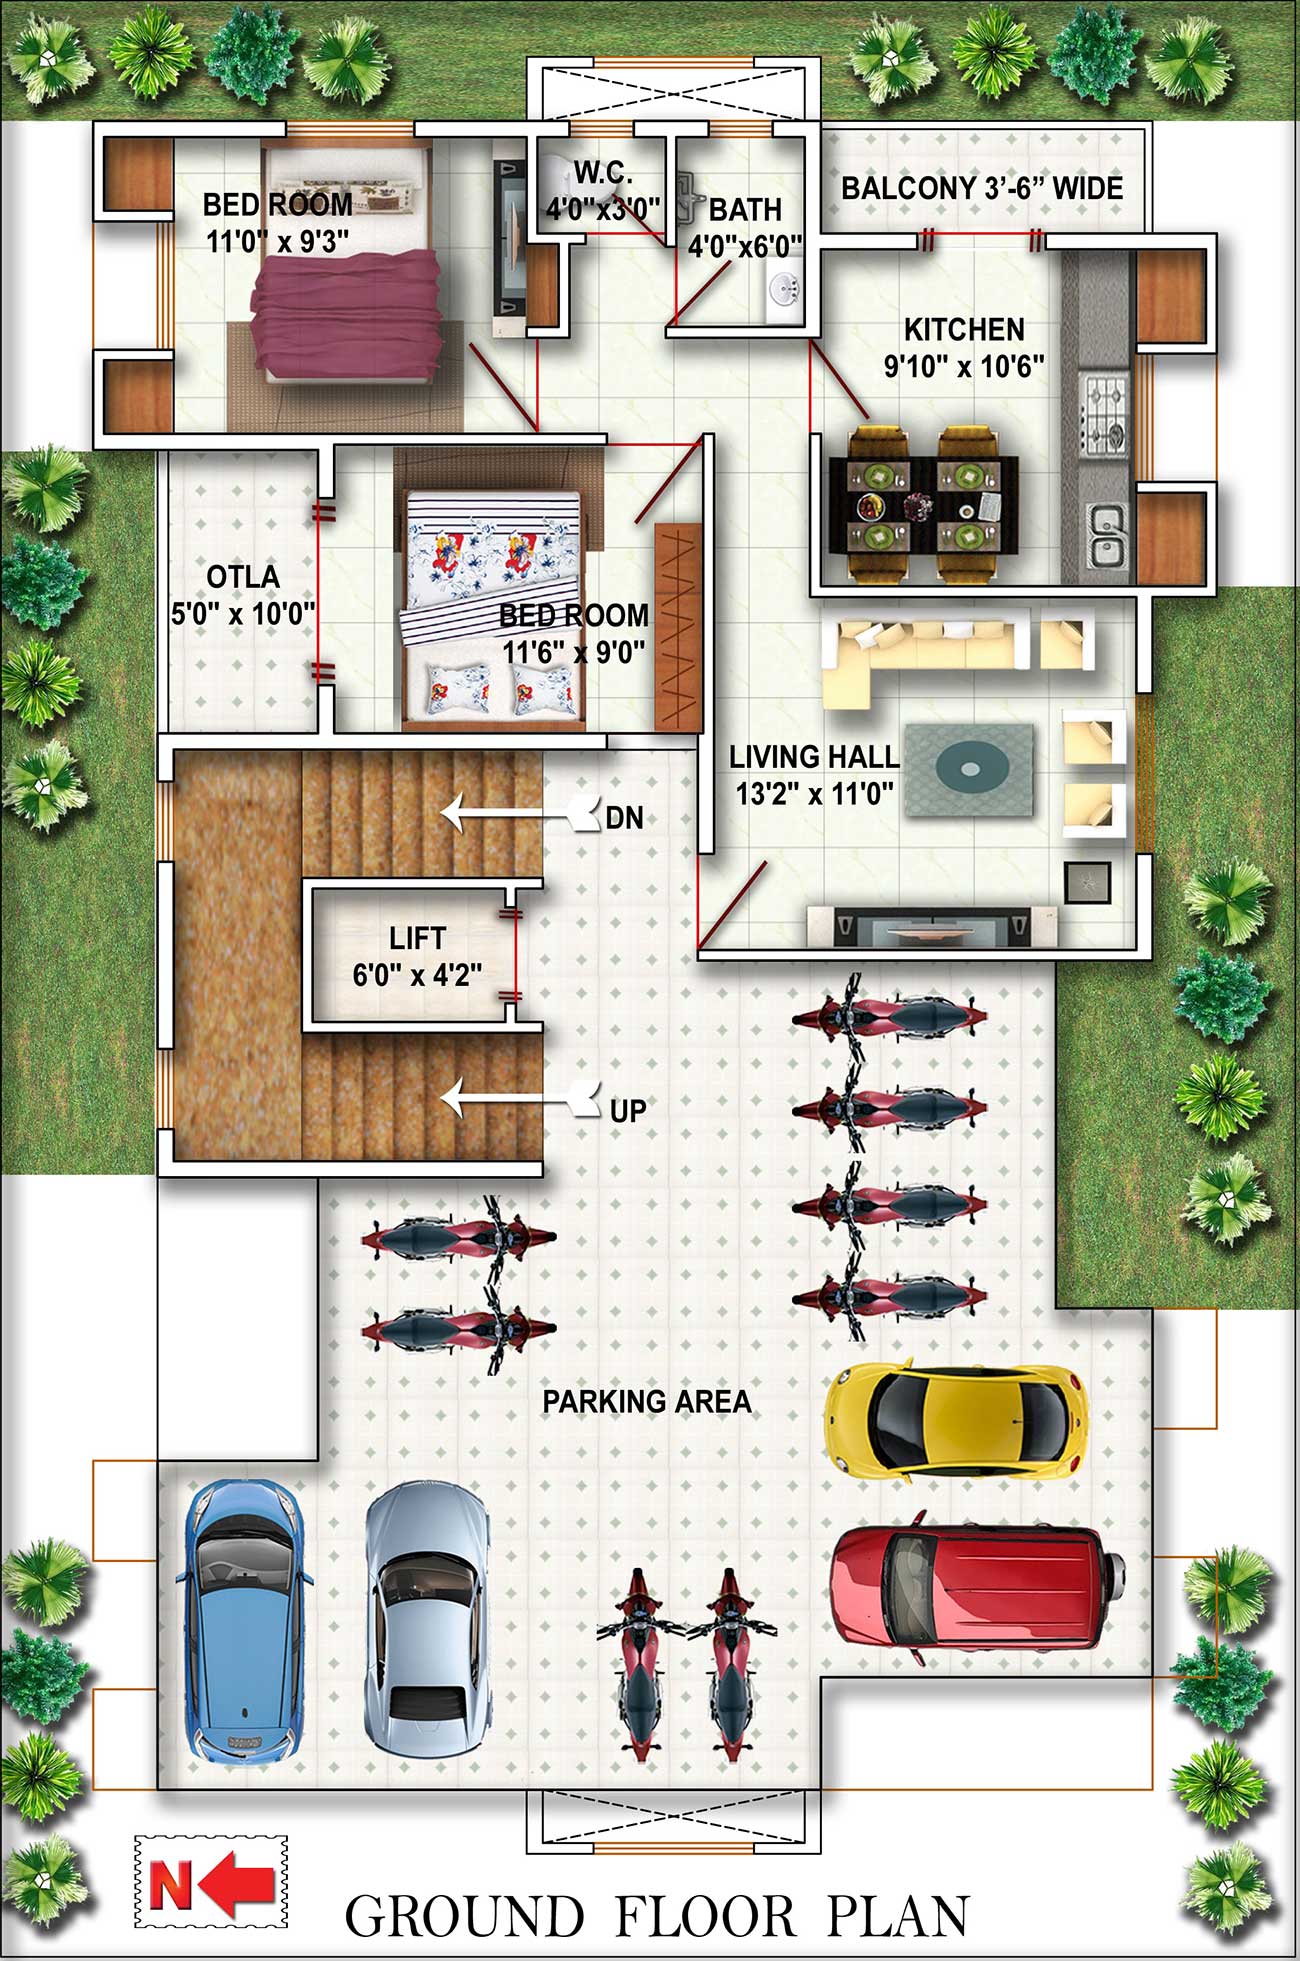 BED ROOM
11'0" x 9'3"
W.C.
4'0"x3'0"
BATH
4'0"x6'0"
BALCONY 3'-6" WIDE
KITCHEN
9'10" x 10'6"
OTLA
5'0" x 10'0"
BED ROOM
11'6" x 9'0"
LIVING HALL
13'2" x 11'0"
DN
LIFT
6'0" x 4'2"
UP
PARKING AREA
N
GROUND FLOOR PLAN